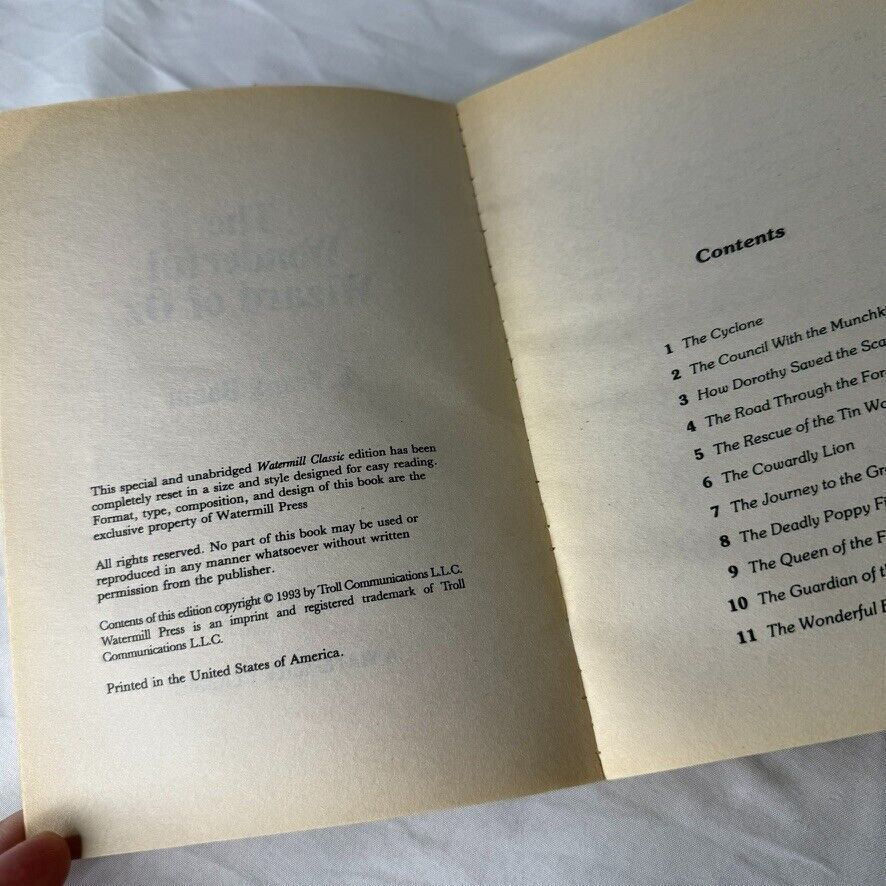 This special and unabridged Watermill Classic edition has been
completely reset in a size and style designed for easy reading.
Format, type, composition, and design of this book are the
exclusive property of Watermill Press
All rights reserved. No part of this book may be used or
reproduced in any manner whatsoever without written
permission from the publisher.
Contents of this edition copyright © 1993 by Troll Communications L.L.C.
Watermill Press is an imprint and registered trademark of Troll
Communications L.L.C.
Printed in the United States of America.
Contents
1 The Cyclone
2 The Council With the Munchk
3 How Dorothy Saved the Sca
4 The Road Through the For
5 The Rescue of the Tin Wo
6 The Cowardly Lion
7 The Journey to the Gr
8 The Deadly Poppy Fi
9 The Queen of the F
10 The Guardian of th
11 The Wonderful